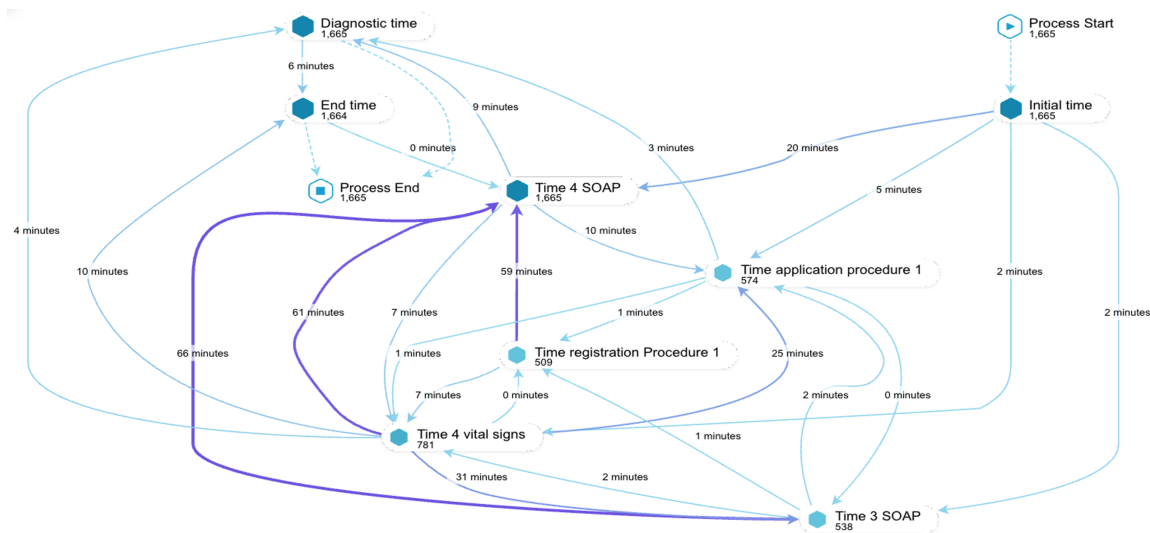 Diagnostic time
1,665
Process Start
1,665
6 minutes
End time
1,664
9 minutes
Initial time
1,665
0 minutes
3 minutes
20 minutes
Process End
1,665
Time 4 SOAP
1,665
5 minutes
4 minutes
10 minutes
10 minutes
59 minutes
Time application procedure 1
574
2 minutes
61 minutes
7 minutes
1 minutes
2 minutes
66 minutes
1 minutes
Time registration Procedure 1
509
25 minutes
7 minutes
0 minutes
2 minutes
0 minutes
Time 4 vital signs
781
1 minutes
31 minutes
2 minutes
Time 3 SOAP
538